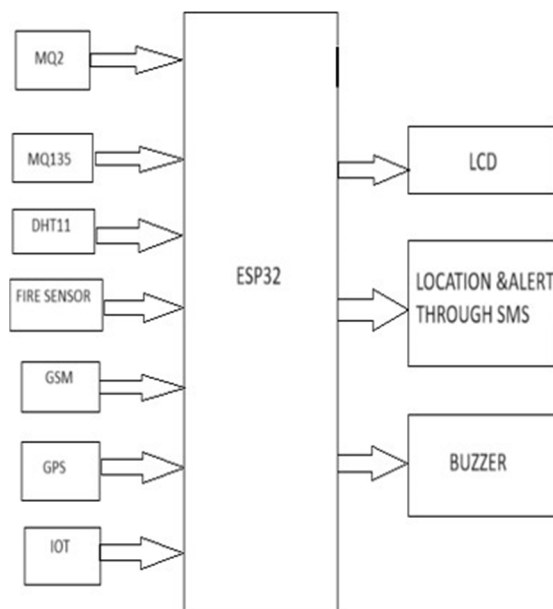 MQ2
MQ135
DHT11
FIRE SENSOR
GSM
GPS
IOT
ESP32
LCD
LOCATION &ALERT
THROUGH SMS
BUZZER